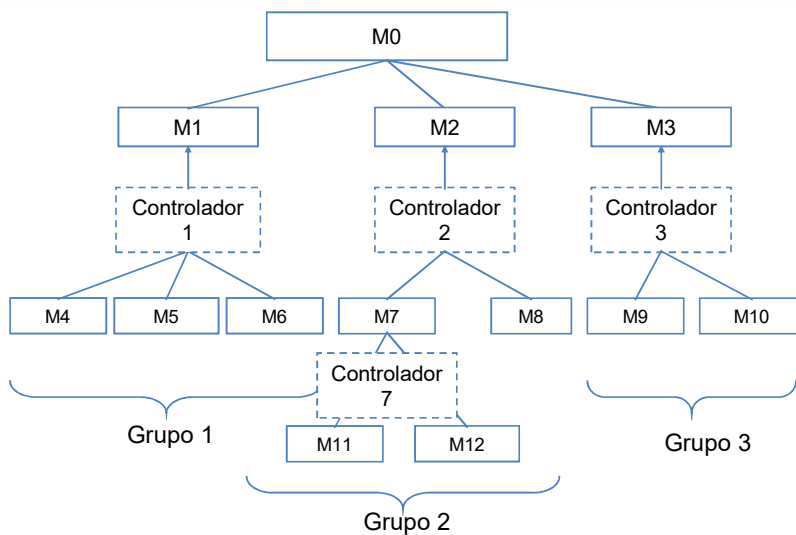 M0
M1
M2
M3
Controlador
1
Controlador
2
Controlador
3
M4
M5
M6
M7
M8
M9
M10
Controlador
7
Grupo 1
Grupo 3
M11
M12
Grupo 2